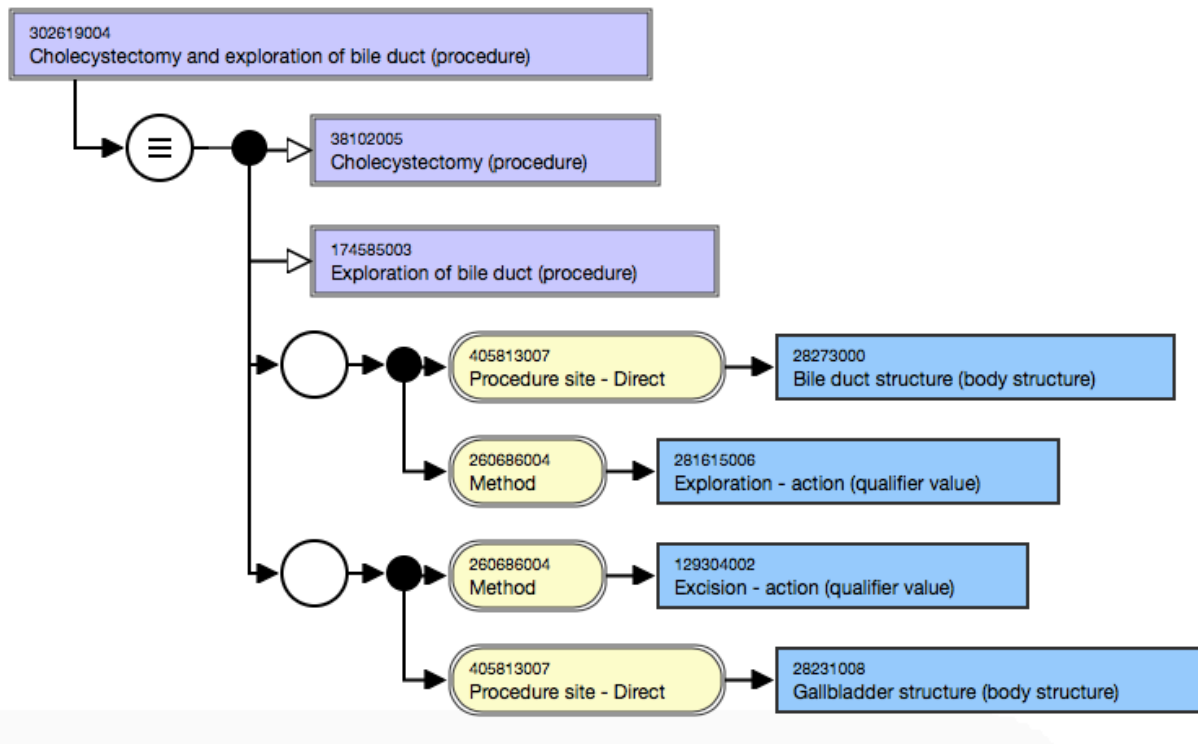 302619004
Cholecystectomy and exploration of bile duct (procedure)
≡
38102005
Cholecystectomy (procedure)
174585003
Exploration of bile duct (procedure)
405813007
Procedure site - Direct
28273000
Bile duct structure (body structure)
260686004
Method
281615006
Exploration - action (qualifier value)
260686004
Method
129304002
Excision - action (qualifier value)
405813007
Procedure site - Direct
28231008
Gallbladder structure (body structure)